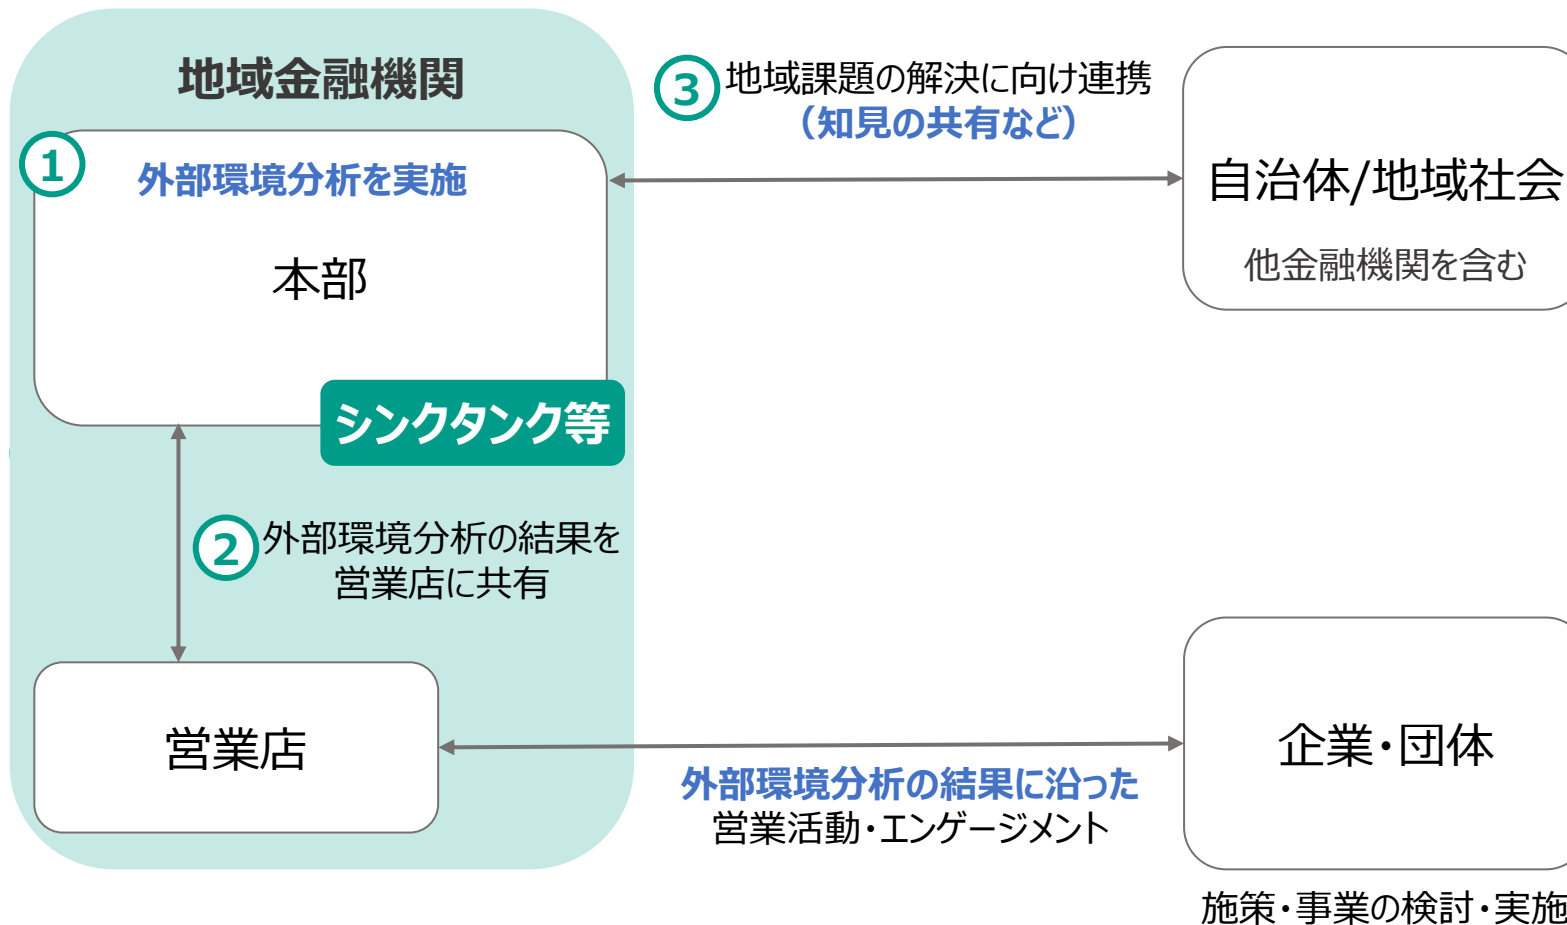 地域金融機関
1
外部環境分析を実施
本部
シンクタンク等
2
外部環境分析の結果を
営業店に共有
営業店
3
地域課題の解決に向け連携
(知見の共有など)
自治体/地域社会
他金融機関を含む
外部環境分析の結果に沿った
営業活動・エンゲージメント
企業・団体
施策・事業の検討・実施